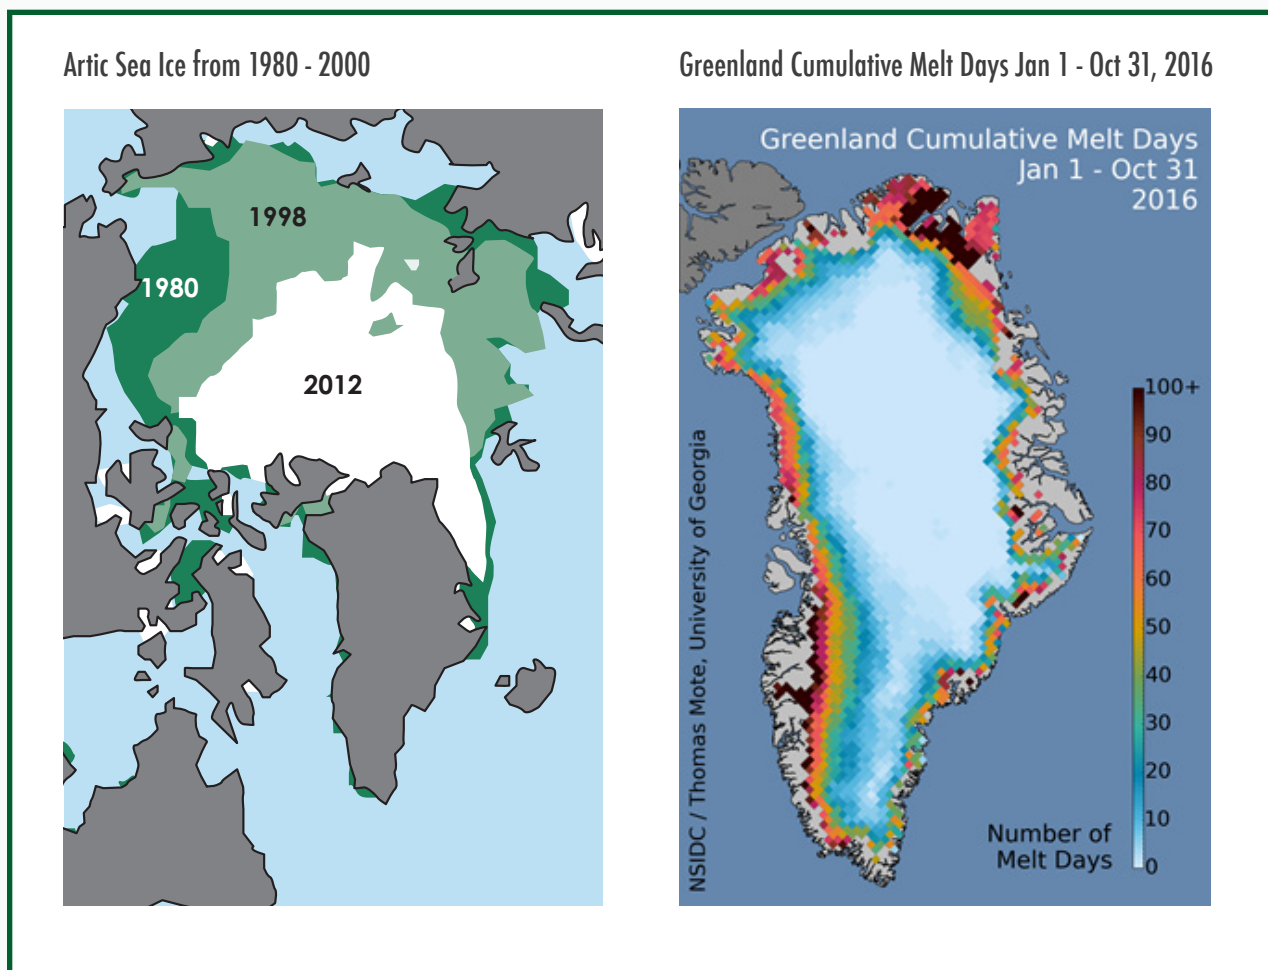 Artic Sea Ice from 1980 - 2000
1998
1980
2012
Greenland Cumulative Melt Days Jan 1 - Oct 31, 2016
Greenland Cumulative Melt Days
Jan 1 - Oct 31
2016
NSIDC / Thomas Mote, University of Georgia
100+
90
80
70
60
50
40
30
20
10
0
Number of
Melt Days